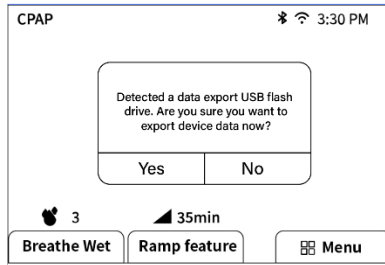 CPAP 3:30 PM
Detected a data export USB flash
drive. Are you sure you want to
export device data now?
Yes No
3 35min
Breathe Wet Ramp feature Menu